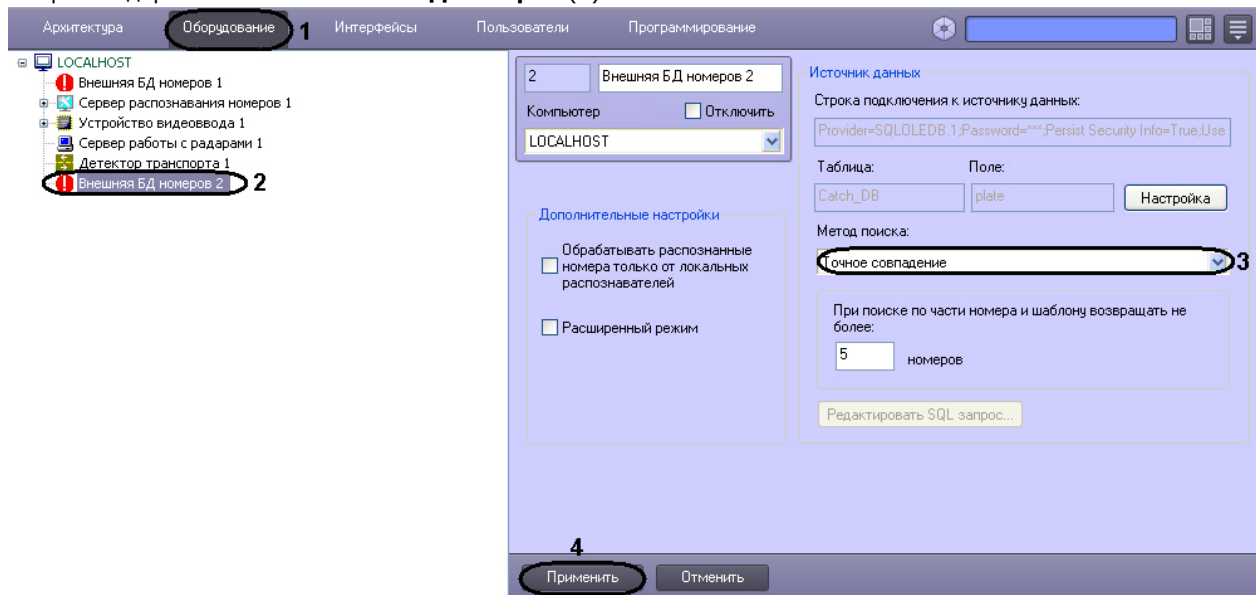 Архитектура Оборудование 1 Интерфейсы Пользователи Программирование
LOCALHOST
Внешняя БД номеров 1
Сервер распознавания номеров 1
Устройство видеоввода 1
Сервер работы с радарами 1
Детектор транспорта 1
Внешняя БД номеров 2 2
2 Внешняя БД номеров 2
Компьютер Отключить
LOCALHOST
Дополнительные настройки
Обрабатывать распознанные
номера только от локальных
распознавателей
Расширенный режим
Источник данных
Строка подключения к источнику данных:
Provider=SQLOLEDB.1;Password=***;Persist Security Info=True;Use
Таблица: Поле:
Catch_DB plate Настройка
Метод поиска:
Точное совпадение 3
При поиске по части номера и шаблону возвращать не
более:
5 номеров
Редактировать SQL запрос...
4
Применить Отменить